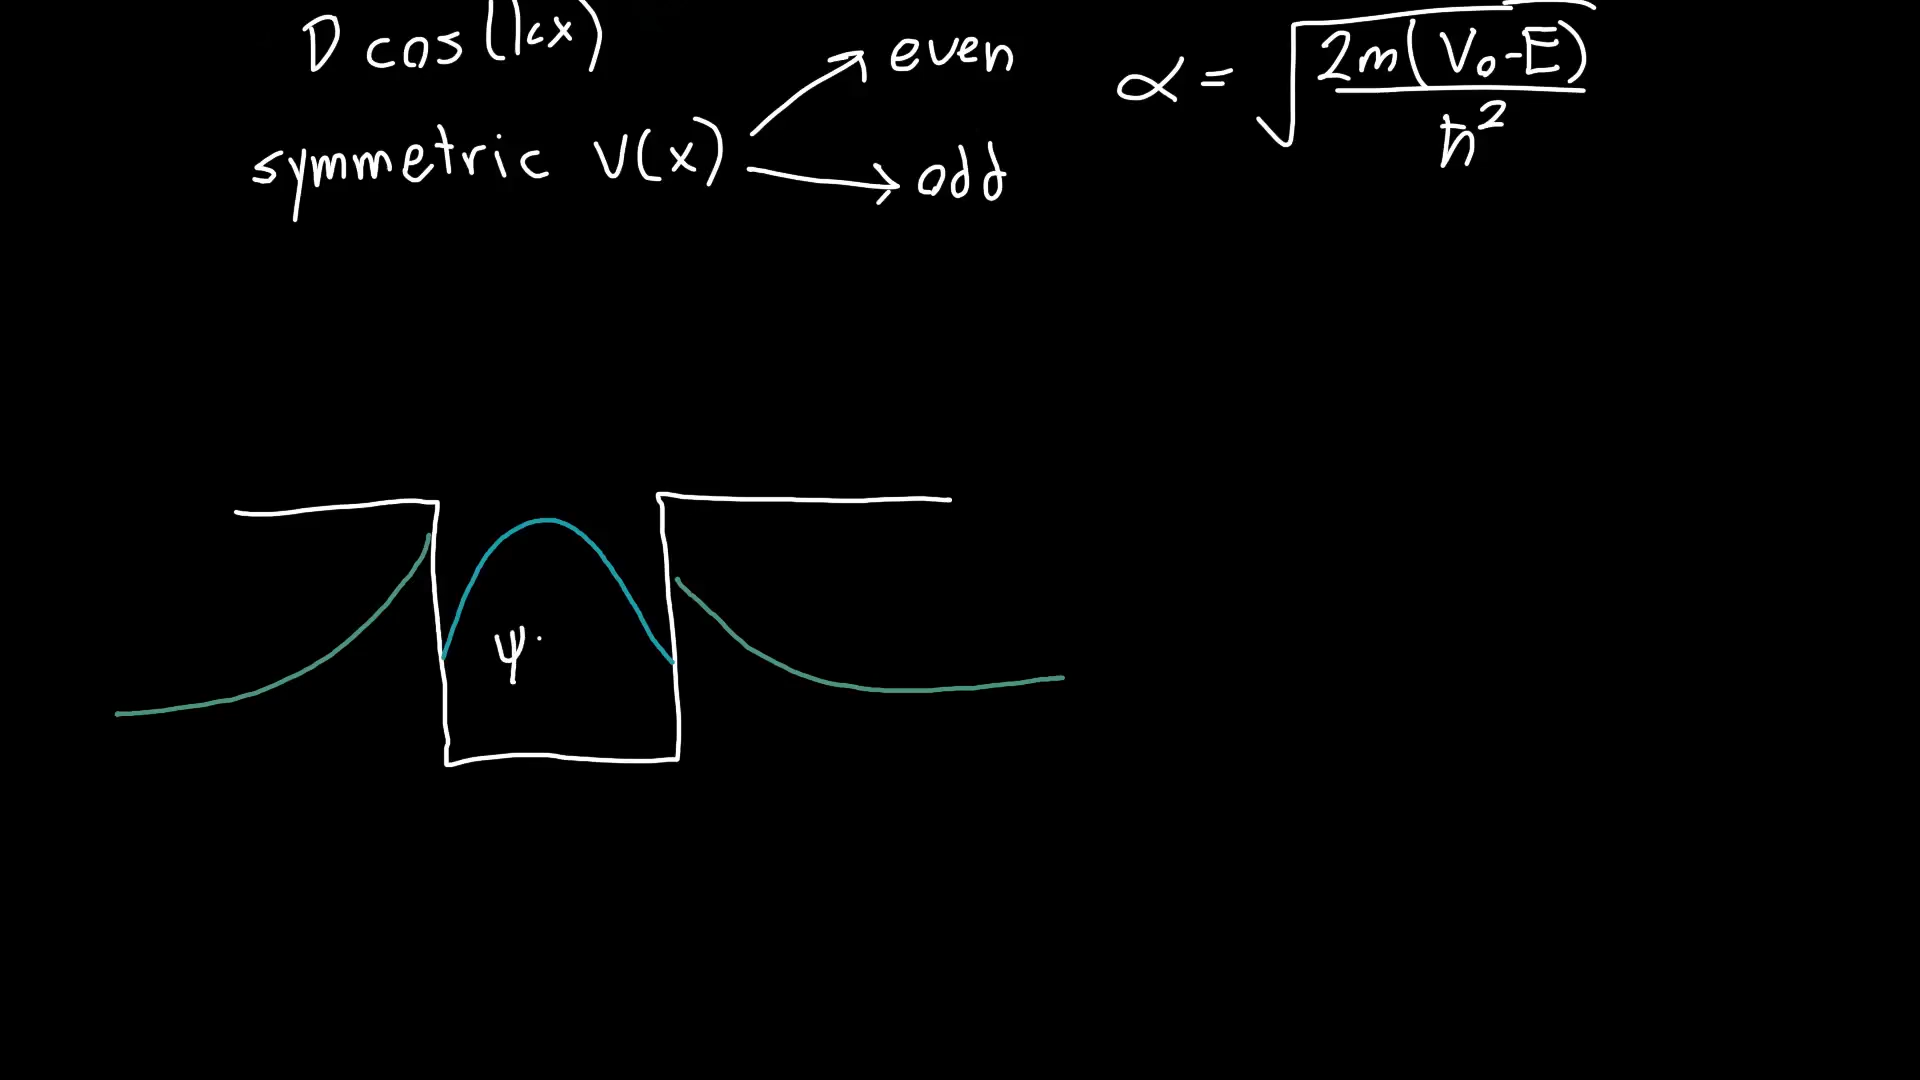 D cos(kx)
symmetric V(x) even
odd
α = √(2m(V₀-E)/ħ²)
ψ